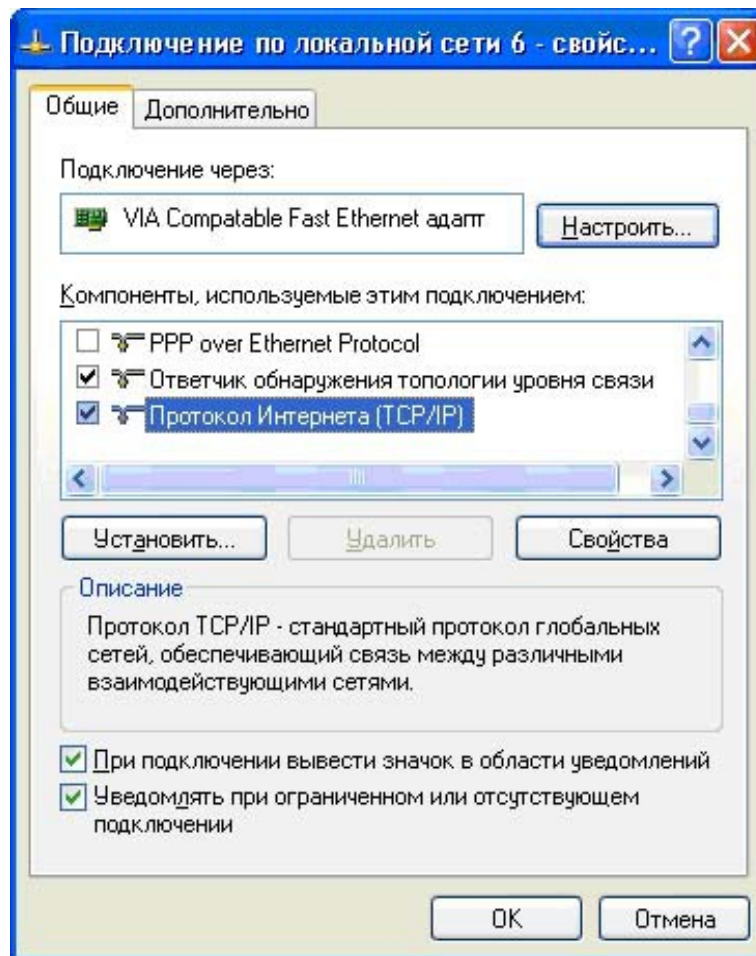 Подключение по локальной сети 6 - свойс...
Общие
Дополнительно
Подключение через:
VIA Compatable Fast Ethernet адапт
Настроить...
Компоненты, используемые этим подключением:
PPP over Ethernet Protocol
Ответчик обнаружения топологии уровня связи
Протокол Интернета (TCP/IP)
Установить...
Удалить
Свойства
Описание
Протокол TCP/IP - стандартный протокол глобальных
сетей, обеспечивающий связь между различными
взаимодействующими сетями.
При подключении вывести значок в области уведомлений
Уведомлять при ограниченном или отсутствующем
подключении
OK
Отмена